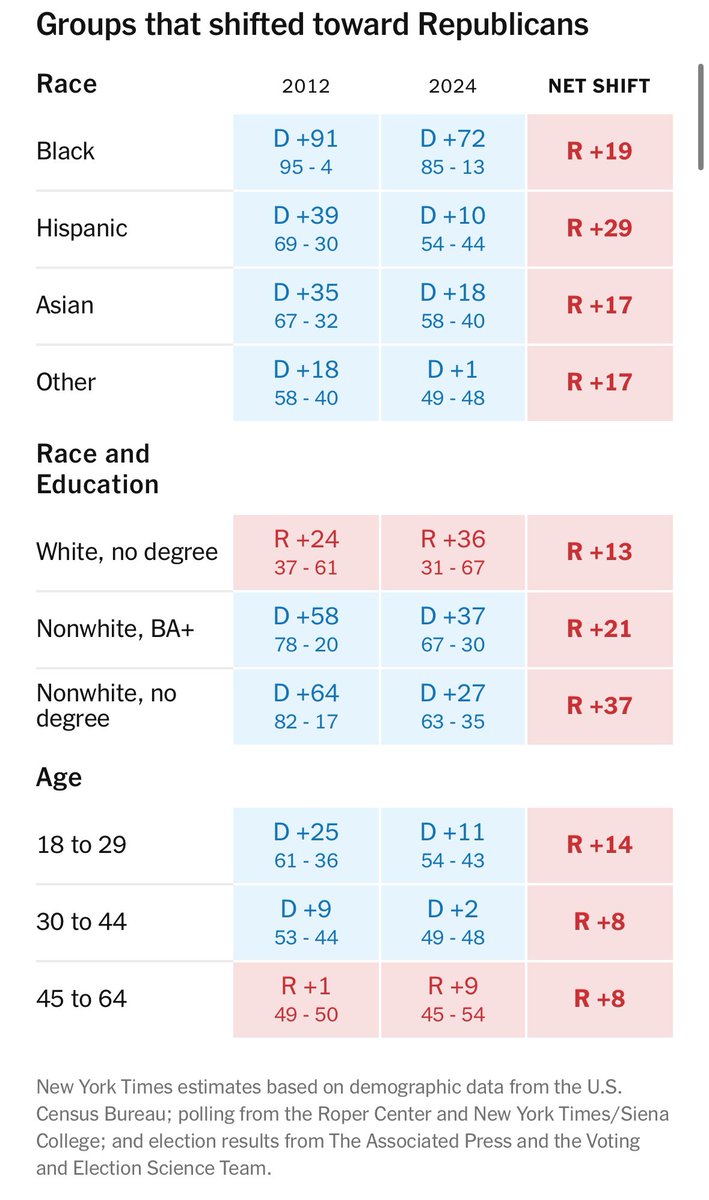 Groups that shifted toward Republicans
Race 2012 2024 NET SHIFT
Black D +91 D +72 R +19
95 - 4 85 - 13
Hispanic D +39 D +10 R +29
69 - 30 54 - 44
Asian D +35 D +18 R +17
67 - 32 58 - 40
Other D +18 D +1 R +17
58 - 40 49 - 48
Race and
Education
White, no degree R +24 R +36 R +13
37 - 61 31 - 67
Nonwhite, BA+ D +58 D +37 R +21
78 - 20 67 - 30
Nonwhite, no
degree D +64 D +27 R +37
82 - 17 63 - 35
Age
18 to 29 D +25 D +11 R +14
61 - 36 54 - 43
30 to 44 D +9 D +2 R +8
53 - 44 49 - 48
45 to 64 R +1 R +9 R +8
49 - 50 45 - 54
New York Times estimates based on demographic data from the U.S.
Census Bureau; polling from the Roper Center and New York Times/Siena
College; and election results from The Associated Press and the Voting
and Election Science Team.